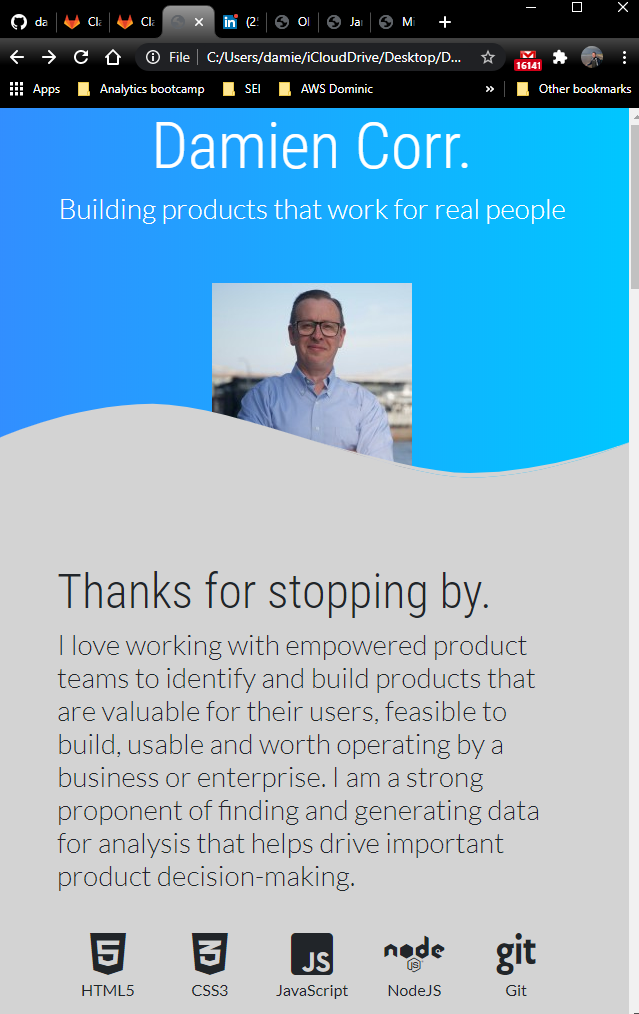 da
Cla
Cla
(25
Ol
Ja
Mi
File
C:/Users/damie/iCloudDrive/Desktop/D...
16141
Apps
Analytics bootcamp
SEI
AWS Dominic
»
Other bookmarks
Damien Corr.
Building products that work for real people
Thanks for stopping by.
I love working with empowered product
teams to identify and build products that
are valuable for their users, feasible to
build, usable and worth operating by a
business or enterprise. I am a strong
proponent of finding and generating data
for analysis that helps drive important
product decision-making.
5
3
JS
node
JS
git
HTML5
CSS3
JavaScript
NodeJS
Git